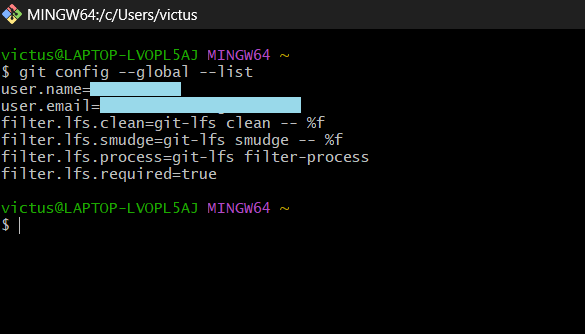 MINGW64:/c/Users/victus
victus@LAPTOP-LVOPL5AJ MINGW64 ~
$ git config --global --list
user.name=
user.email=
filter.lfs.clean=git-lfs clean -- %f
filter.lfs.smudge=git-lfs smudge -- %f
filter.lfs.process=git-lfs filter-process
filter.lfs.required=true
victus@LAPTOP-LVOPL5AJ MINGW64 ~
$